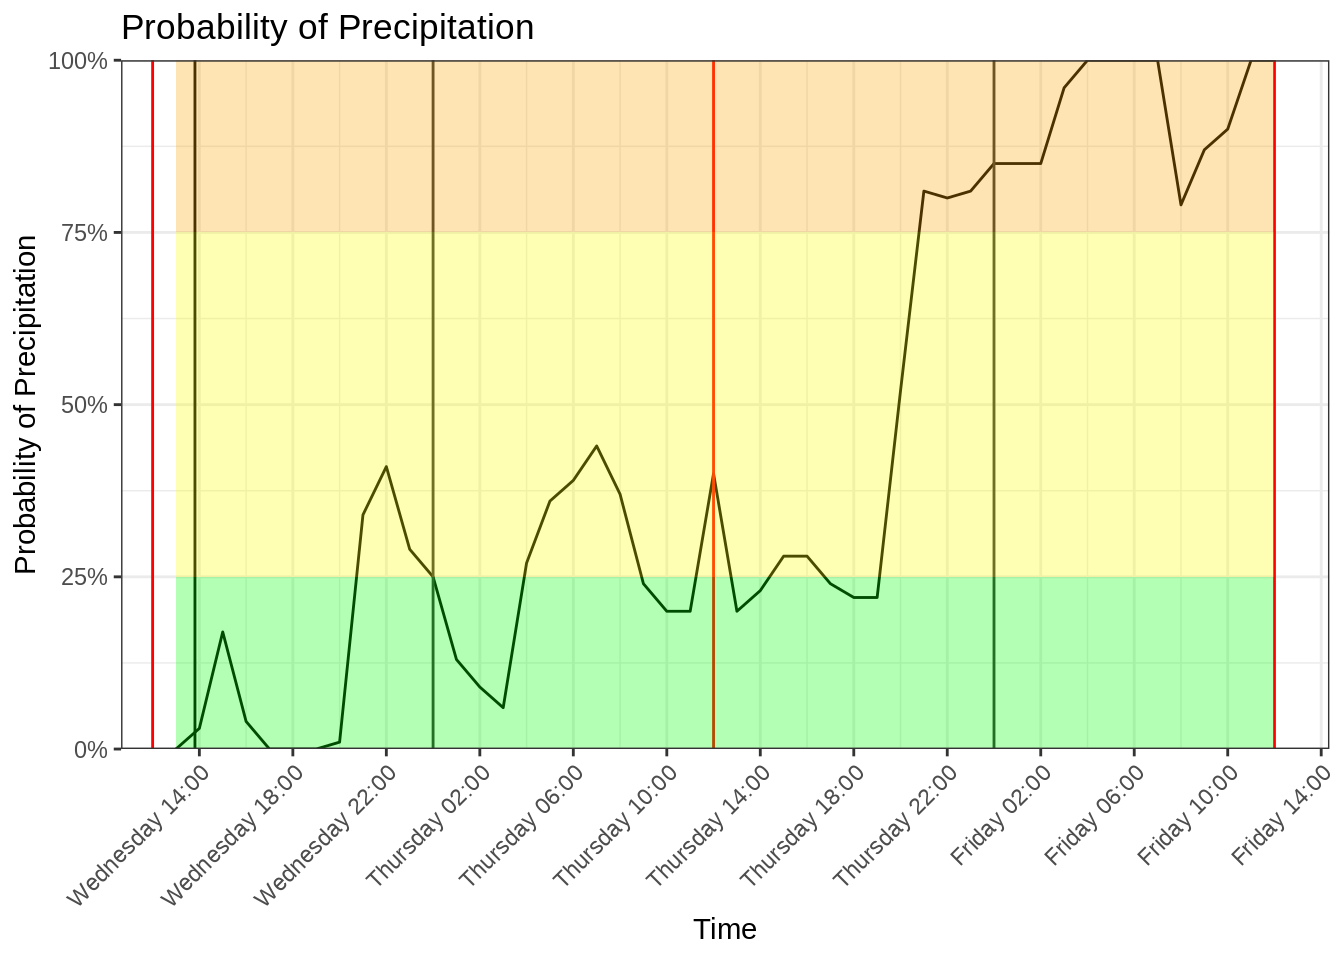 Probability of Precipitation
Probability of Precipitation
100%
75%
50%
25%
0%
Wednesday 14:00
Wednesday 18:00
Wednesday 22:00
Thursday 02:00
Thursday 06:00
Thursday 10:00
Thursday 14:00
Thursday 18:00
Thursday 22:00
Friday 02:00
Friday 06:00
Friday 10:00
Friday 14:00
Time